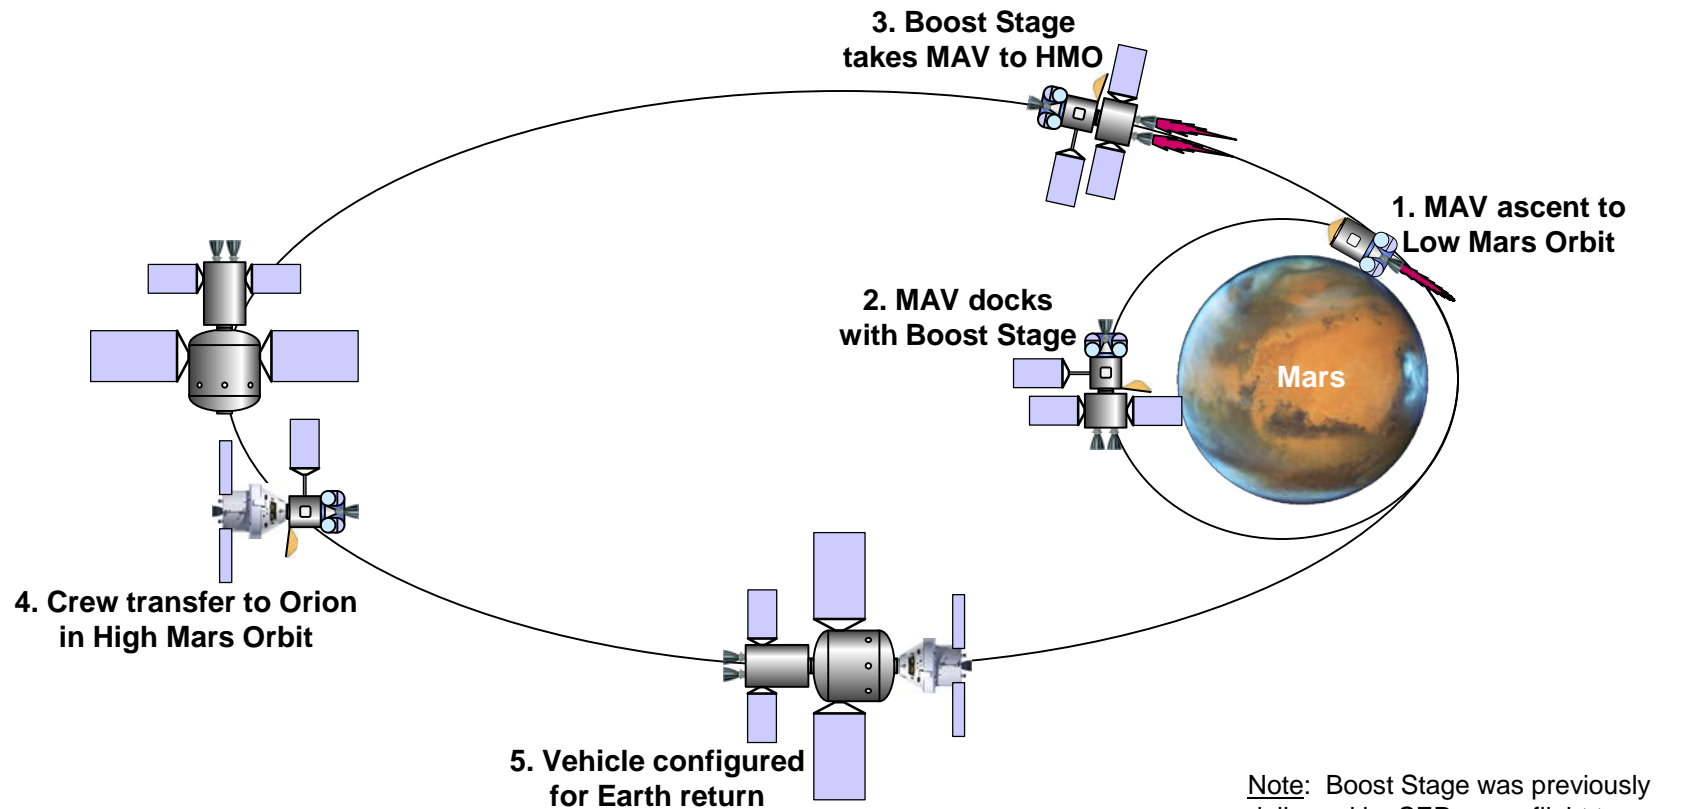 3. Boost Stage
takes MAV to HMO
1. MAV ascent to
Low Mars Orbit
2. MAV docks
with Boost Stage
Mars
4. Crew transfer to Orion
in High Mars Orbit
5. Vehicle configured
for Earth return
Note: Boost Stage was previously